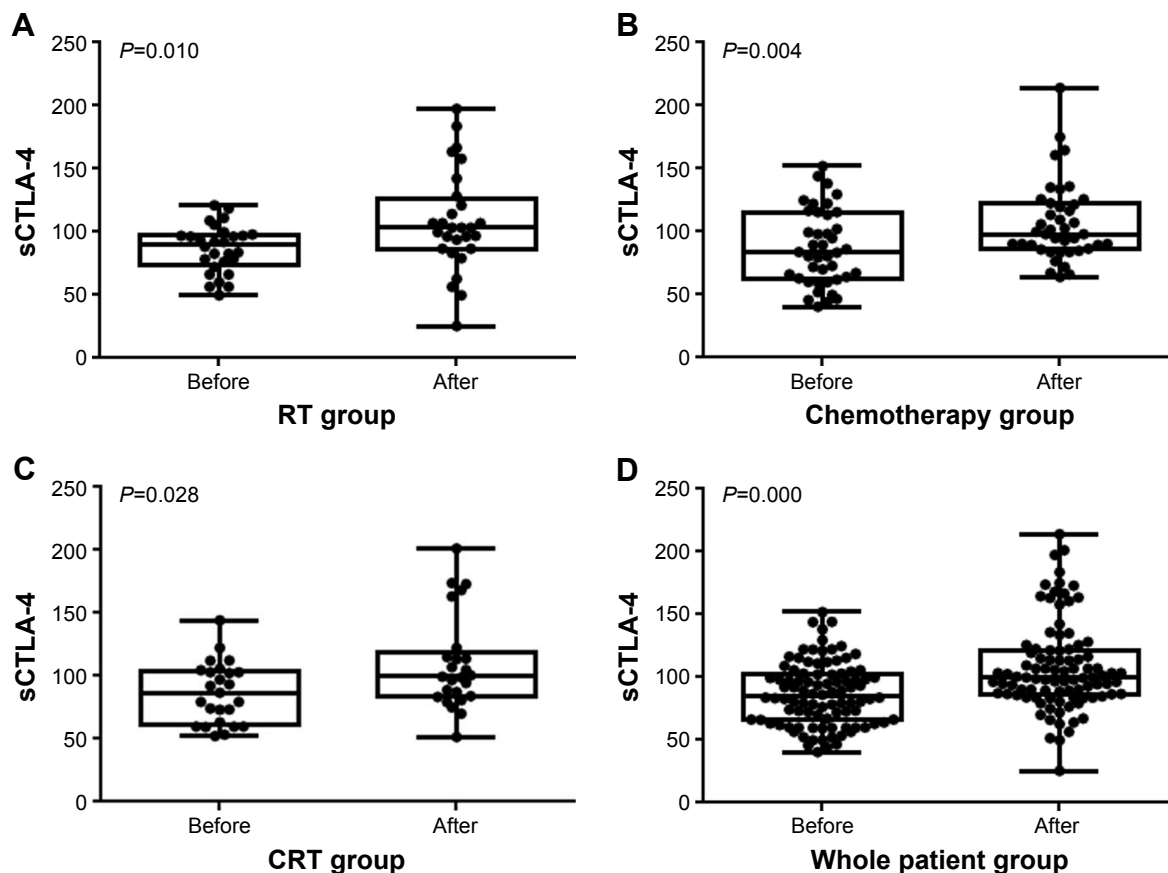 A
P=0.010
sCTLA-4
250
200
150
100
50
0
Before
After
RT group
B
P=0.004
sCTLA-4
250
200
150
100
50
0
Before
After
Chemotherapy group
C
P=0.028
sCTLA-4
250
200
150
100
50
0
Before
After
CRT group
D
P=0.000
sCTLA-4
250
200
150
100
50
0
Before
After
Whole patient group